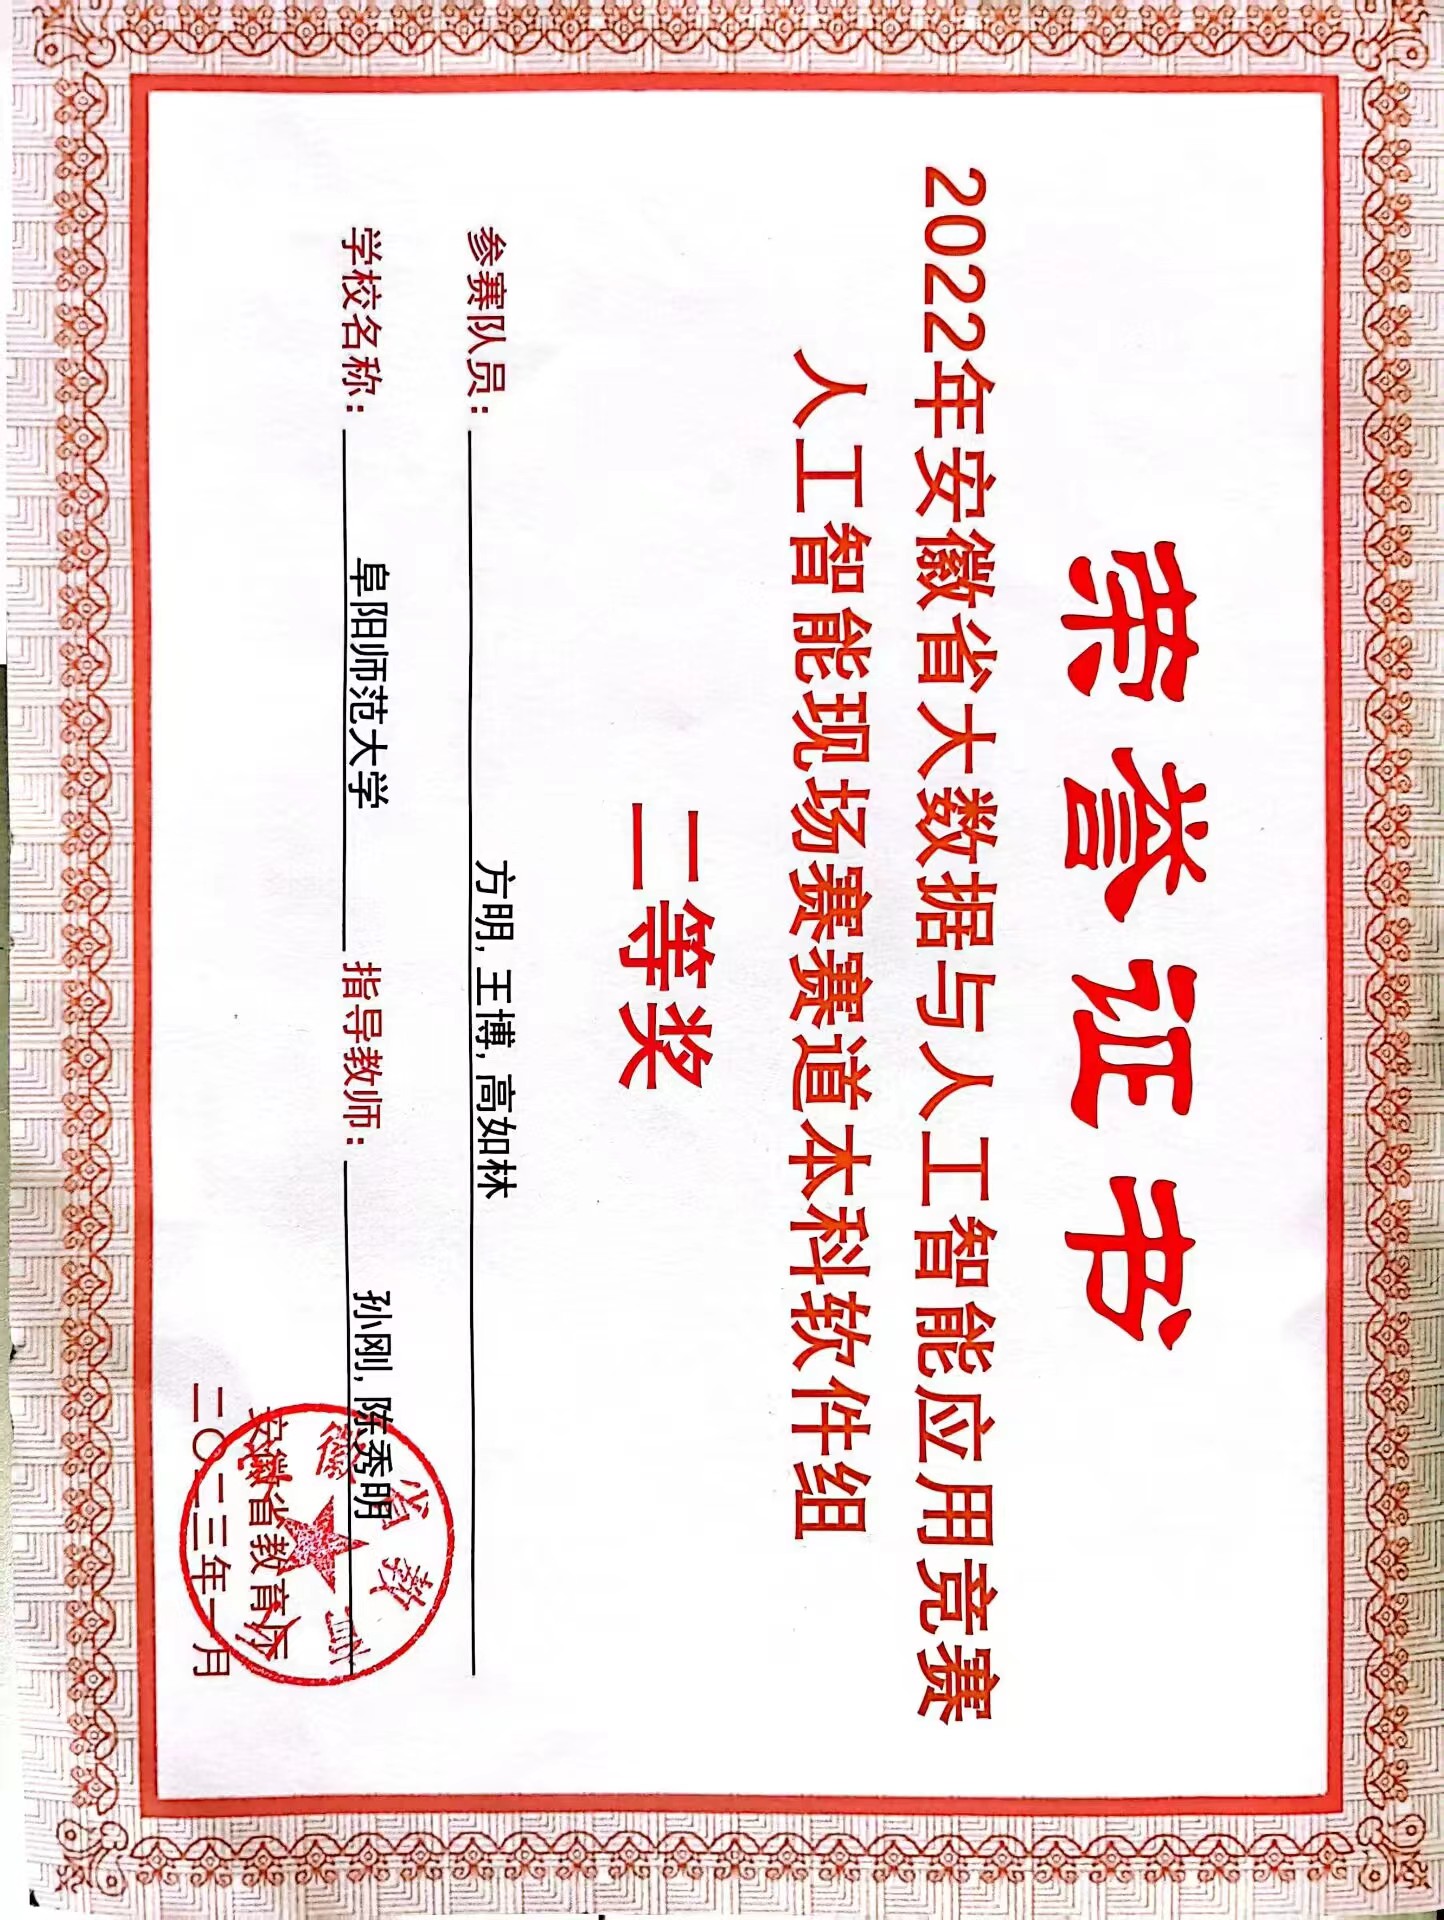 荣誉证书
2022年安徽省大数据与人工智能应用竞赛
人工智能现场赛赛道本科软件组
二等奖
参赛队员：方明,王博,高如林
学校名称：阜阳师范大学 指导教师：孙刚,陈秀明
安徽省教育厅
安徽省教育厅
二〇二三年一月